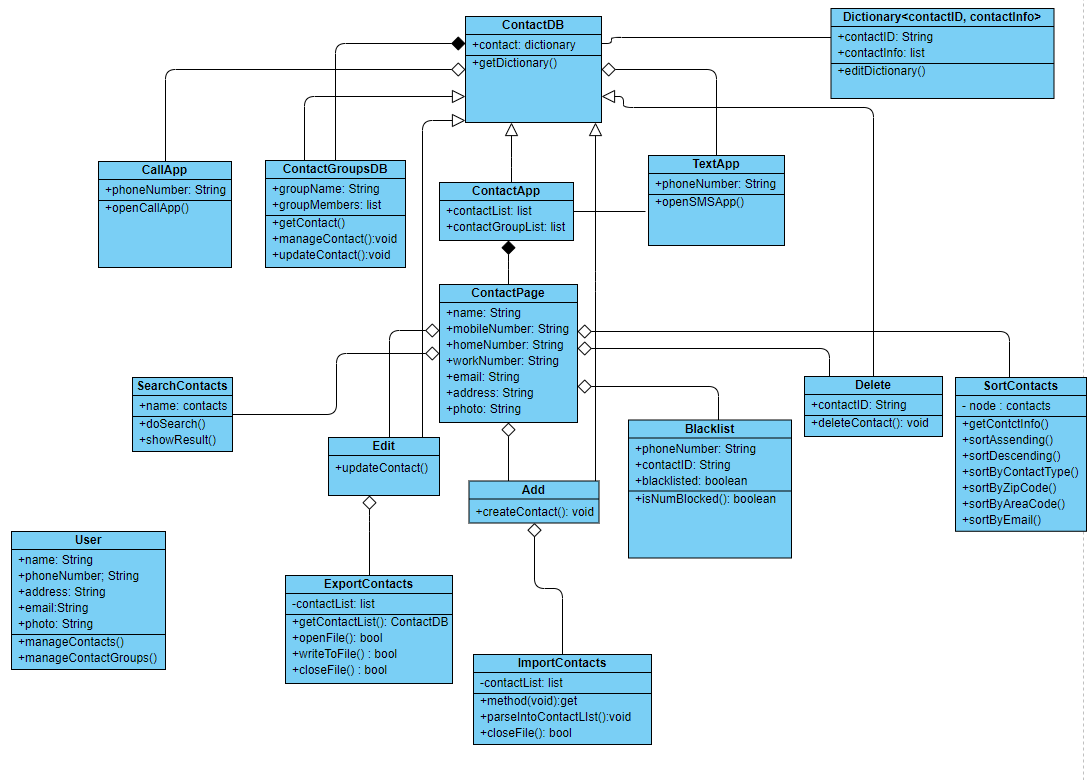 ContactDB
+contact: dictionary
+getDictionary()
Dictionary<contactID, contactInfo>
+contactID: String
+contactInfo: list
+editDictionary()
CallApp
+phoneNumber: String
+openCallApp()
ContactGroupsDB
+groupName: String
+groupMembers: list
+getContact()
+manageContact():void
+updateContact():void
ContactApp
+contactList: list
+contactGroupList: list
TextApp
+phoneNumber: String
+openSMSApp()
ContactPage
+name: String
+mobileNumber: String
+homeNumber: String
+workNumber: String
+email: String
+address: String
+photo: String
SearchContacts
+name: contacts
+doSearch()
+showResult()
Edit
+updateContact()
Add
+createContact(): void
Blacklist
+phoneNumber: String
+contactID: String
+blacklisted: boolean
+isNumBlocked(): boolean
Delete
+contactID: String
+deleteContact(): void
SortContacts
- node : contacts
+getContctInfo()
+sortAssending()
+sortDescending()
+sortByContactType()
+sortByZipCode()
+sortByAreaCode()
+sortByEmail()
User
+name: String
+phoneNumber; String
+address: String
+email:String
+photo: String
+manageContacts()
+manageContactGroups()
ExportContacts
-contactList: list
+getContactList(): ContactDB
+openFile(): bool
+writeToFile() : bool
+closeFile() : bool
ImportContacts
-contactList: list
+method(void):get
+parseIntoContactLIst():void
+closeFile(): bool